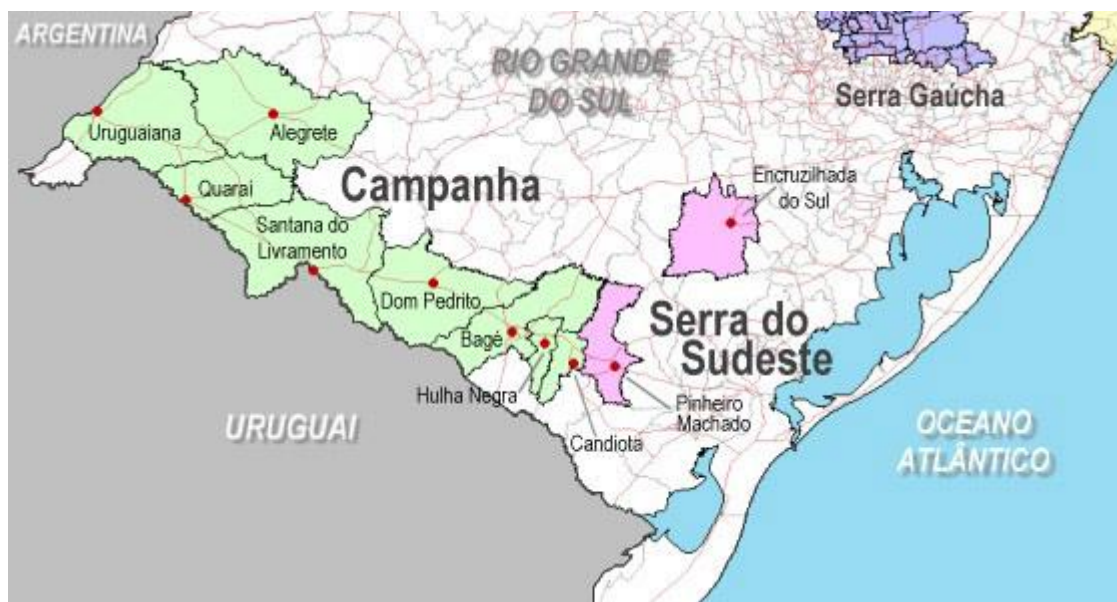 ARGENTINA
RIO GRANDE
DO SUL
Serra Gaúcha
Uruguaiana
Alegrete
Quaraí
Campanha
Encruzilhada
do Sul
Santana do
Livramento
Dom Pedrito
Serra do
Sudeste
Bagé
Hulha Negra
Pinheiro
Machado
Candiota
URUGUAI
OCEANO
ATLÂNTICO